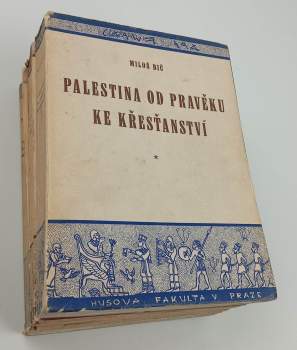 MILOŠ BIČ
PALESTINA OD PRAVĚKU
KE KŘESŤANSTVÍ
*
HUSOVA FAKULTA V PRAZE